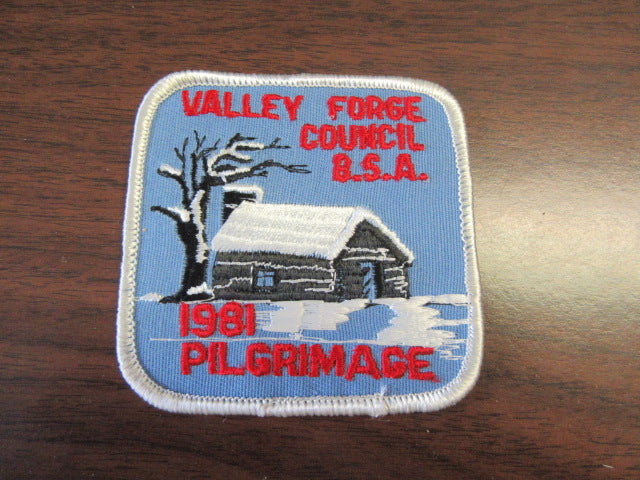 VALLEY FORGE
COUNCIL
B.S.A.
1981
PILGRIMAGE